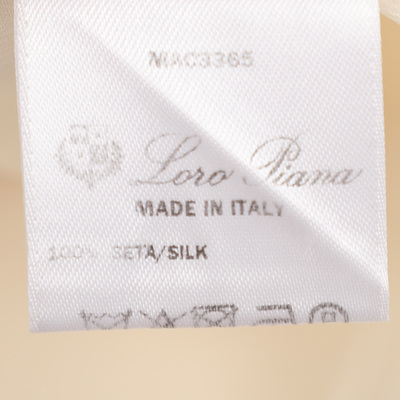 MAC3365
Loro Piana
MADE IN ITALY
100% SETA/SILK